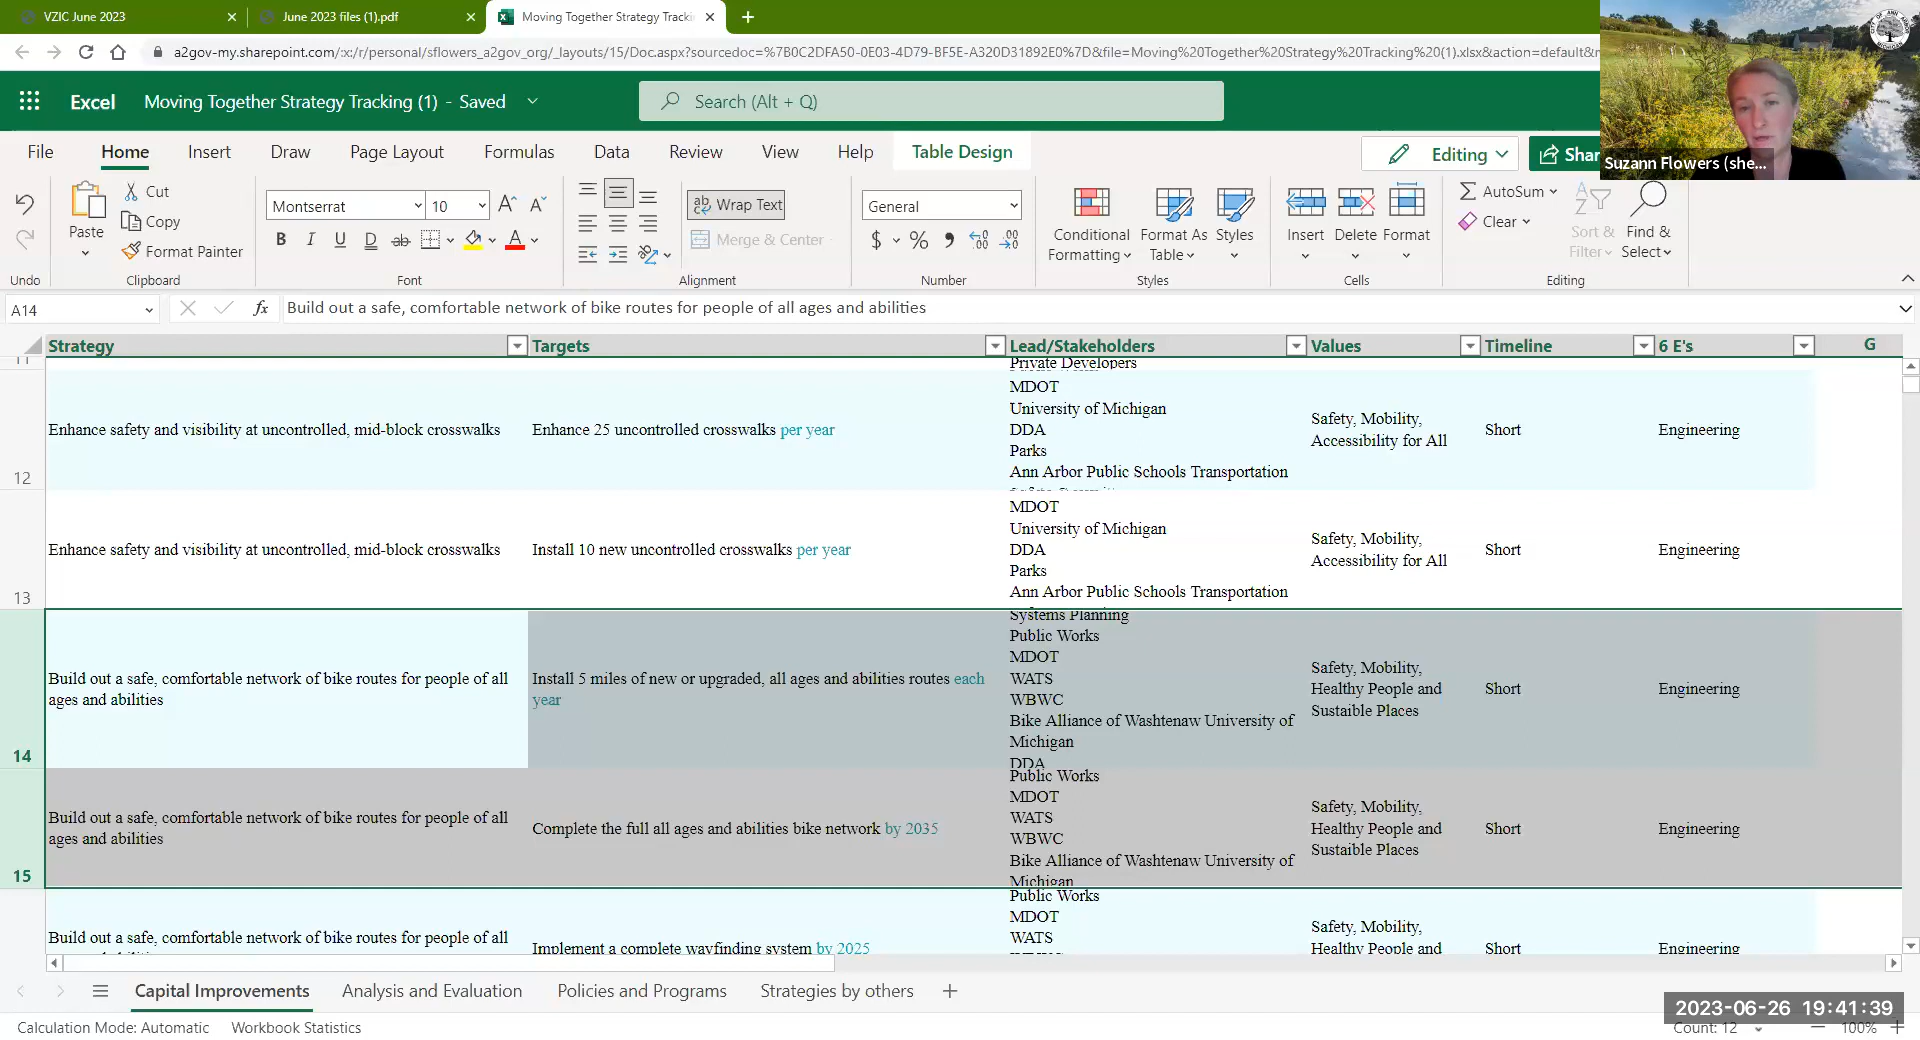 VZIC June 2023
June 2023 files (1).pdf
Moving Together Strategy Tracki
a2gov-my.sharepoint.com/:x:/r/personal/sflowers_a2gov_org/_layouts/15/Doc.aspx?sourcedoc=%7B0C2DFA50-0E03-4D79-BF5E-A320D31892E0%7D&file=Moving%20Together%20Strategy%20Tracking%20(1).xlsx&action=default&
Excel
Moving Together Strategy Tracking (1) - Saved
Search (Alt + Q)
Suzann Flowers (she...
File Home Insert Draw Page Layout Formulas Data Review View Help Table Design
Editing
Shar
Cut
Copy
Paste
Format Painter
Montserrat 10
Wrap Text
Merge & Center
General
Conditional Formatting
Format As Table
Styles
Insert Delete Format
AutoSum
Clear
Sort & Filter
Find & Select
Undo Clipboard Font Alignment Number Styles Cells Editing
A14
fx
Build out a safe, comfortable network of bike routes for people of all ages and abilities
Strategy Targets Lead/Stakeholders Values Timeline 6 E's G
Private Developers
12
Enhance safety and visibility at uncontrolled, mid-block crosswalks
Enhance 25 uncontrolled crosswalks per year
MDOT
University of Michigan
DDA
Parks
Ann Arbor Public Schools Transportation
Safety, Mobility,
Accessibility for All
Short
Engineering
13
Enhance safety and visibility at uncontrolled, mid-block crosswalks
Install 10 new uncontrolled crosswalks per year
MDOT
University of Michigan
DDA
Parks
Ann Arbor Public Schools Transportation
Safety, Mobility,
Accessibility for All
Short
Engineering
14
Build out a safe, comfortable network of bike routes for people of all
ages and abilities
Install 5 miles of new or upgraded, all ages and abilities routes each
year
Systems Planning
Public Works
MDOT
WATS
WBWC
Bike Alliance of Washtenaw University of
Michigan
DDA
Safety, Mobility,
Healthy People and
Sustaible Places
Short
Engineering
15
Build out a safe, comfortable network of bike routes for people of all
ages and abilities
Complete the full all ages and abilities bike network by 2035
Public Works
MDOT
WATS
WBWC
Bike Alliance of Washtenaw University of
Michigan
Safety, Mobility,
Healthy People and
Sustaible Places
Short
Engineering
Build out a safe, comfortable network of bike routes for people of all
Implement a complete wayfinding system by 2025
Public Works
MDOT
WATS
Safety, Mobility,
Healthy People and
Short
Engineering
Capital Improvements Analysis and Evaluation Policies and Programs Strategies by others
2023-06-26 19:41:39
Calculation Mode: Automatic Workbook Statistics
Count: 12
100%